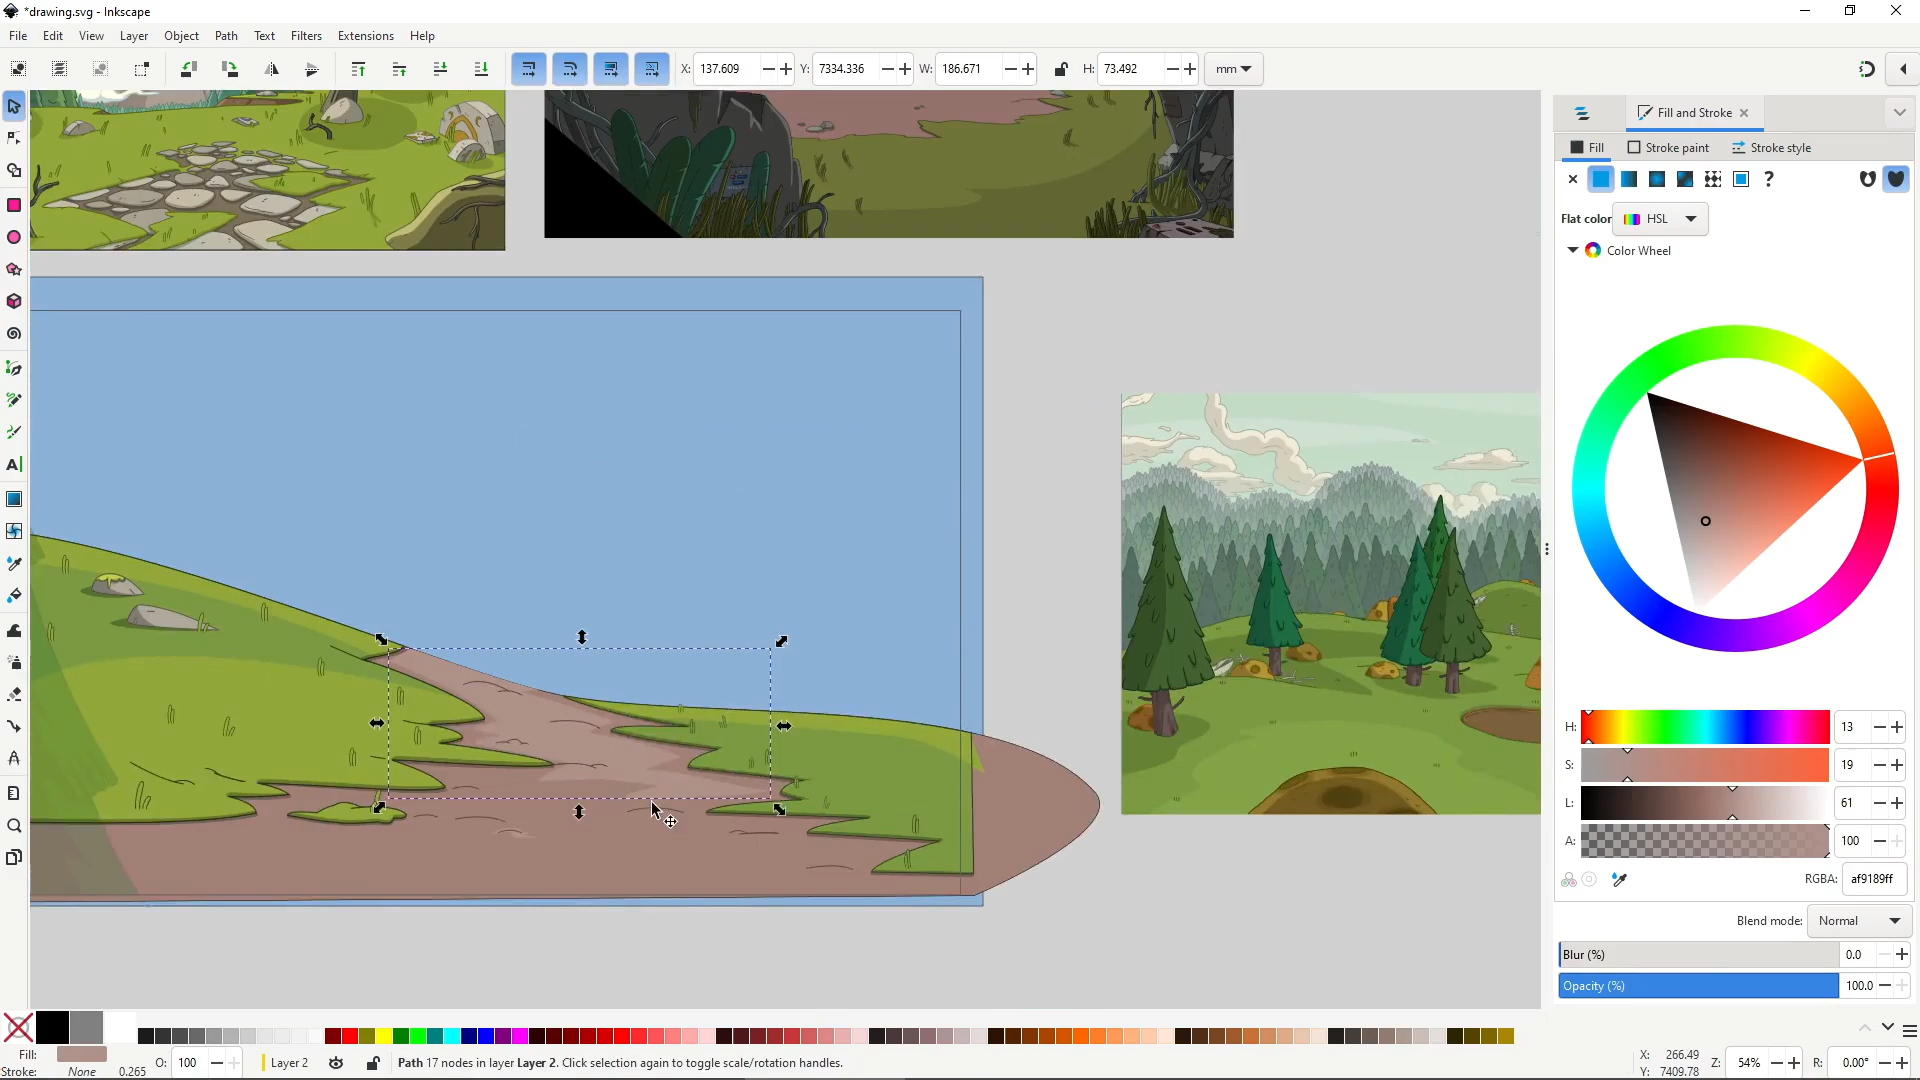 *drawing.svg - Inkscape
File Edit View Layer Object Path Text Filters Extensions Help
X: 137.609 Y: 7334.336 W: 186.671 H: 73.492 mm
Fill and Stroke
Fill Stroke paint Stroke style
?
Flat color HSL
Color Wheel
H: 13
S: 19
L: 61
A: 100
RGBA: af9189ff
Blend mode: Normal
Blur (%) 0.0
Opacity (%) 100.0
Fill: O: 100 Layer 2 Path 17 nodes in layer Layer 2. Click selection again to toggle scale/rotation handles. X: 266.49 Z: 54% R: 0.00°
Stroke: None 0.265 Y: 7409.78